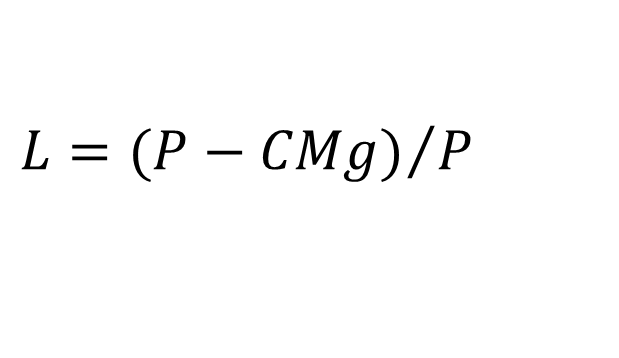 L = (P − CMg)/P